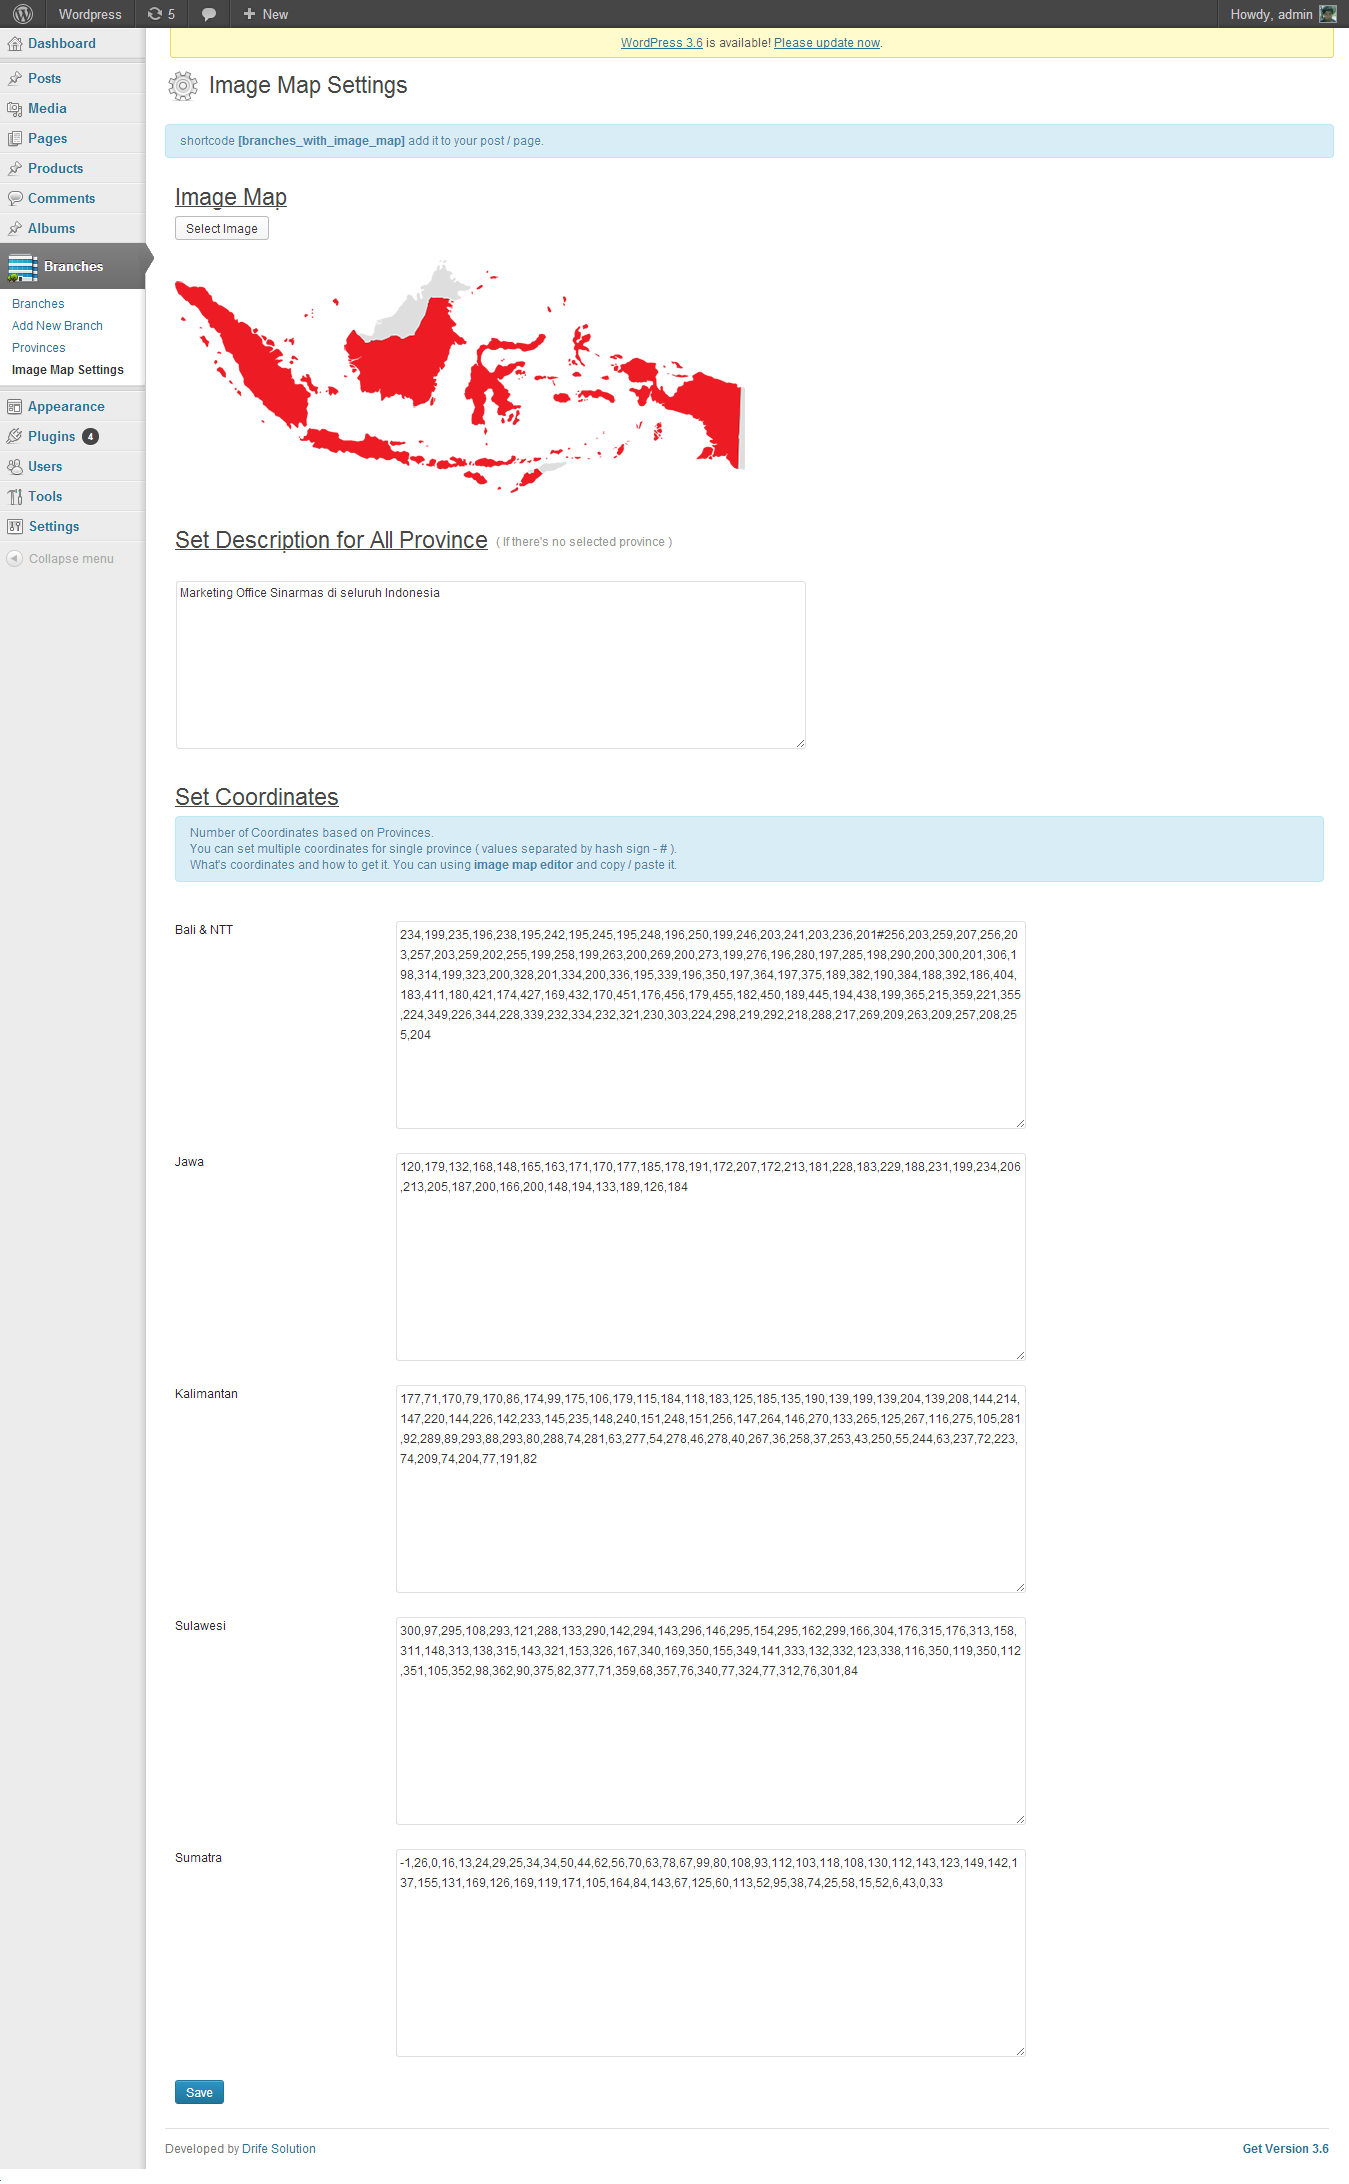 Wordpress 5 New Howdy, admin
Dashboard
Posts
Media
Pages
Products
Comments
Albums
Branches
Branches
Add New Branch
Provinces
Image Map Settings
Appearance
Plugins 4
Users
Tools
Settings
Collapse menu
WordPress 3.6 is available! Please update now.
Image Map Settings
shortcode [branches_with_image_map] add it to your post / page.
Image Map
Select Image
Set Description for All Province ( If there's no selected province )
Marketing Office Sinarmas di seluruh Indonesia
Set Coordinates
Number of Coordinates based on Provinces.
You can set multiple coordinates for single province ( values separated by hash sign - # ).
What's coordinates and how to get it. You can using image map editor and copy / paste it.
Bali & NTT
234,199,235,196,238,195,242,195,245,195,248,196,250,199,246,203,241,203,236,201#256,203,259,207,256,20
3,257,203,259,202,255,199,258,199,263,200,269,200,273,199,276,196,280,197,285,198,290,200,300,201,306,1
98,314,199,323,200,328,201,334,200,336,195,339,196,350,197,364,197,375,189,382,190,384,188,392,186,404,
183,411,180,421,174,427,169,432,170,451,176,456,179,455,182,450,189,445,194,438,199,365,215,359,221,355
,224,349,226,344,228,339,232,334,232,321,230,303,224,298,219,292,218,288,217,269,209,263,209,257,208,25
5,204
Jawa
120,179,132,168,148,165,163,171,170,177,185,178,191,172,207,172,213,181,228,183,229,188,231,199,234,206
,213,205,187,200,166,200,148,194,133,189,126,184
Kalimantan
177,71,170,79,170,86,174,99,175,106,179,115,184,118,183,125,185,135,190,139,199,139,204,139,208,144,214,
147,220,144,226,142,233,145,235,148,240,151,248,151,256,147,264,146,270,133,265,125,267,116,275,105,281
,92,289,89,293,88,293,80,288,74,281,63,277,54,278,46,278,40,267,36,258,37,253,43,250,55,244,63,237,72,223,
74,209,74,204,77,191,82
Sulawesi
300,97,295,108,293,121,288,133,290,142,294,143,296,146,295,154,295,162,299,166,304,176,315,176,313,158,
311,148,313,138,315,143,321,153,326,167,340,169,350,155,349,141,333,132,332,123,338,116,350,119,350,112
,351,105,352,98,362,90,375,82,377,71,359,68,357,76,340,77,324,77,312,76,301,84
Sumatra
-1,26,0,16,13,24,29,25,34,34,50,44,62,56,70,63,78,67,99,80,108,93,112,103,118,108,130,112,143,123,149,142,1
37,155,131,169,126,169,119,171,105,164,84,143,67,125,60,113,52,95,38,74,25,58,15,52,6,43,0,33
Save
Developed by Drife Solution Get Version 3.6